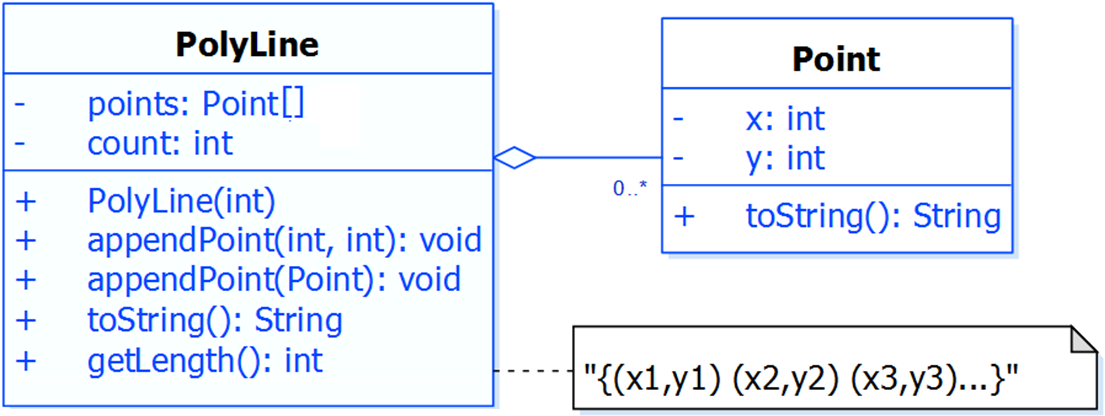 PolyLine
- points: Point[]
- count: int
+ PolyLine(int)
+ appendPoint(int, int): void
+ appendPoint(Point): void
+ toString(): String
+ getLength(): int
0..*
Point
- x: int
- y: int
+ toString(): String
"{(x1,y1) (x2,y2) (x3,y3)...}"